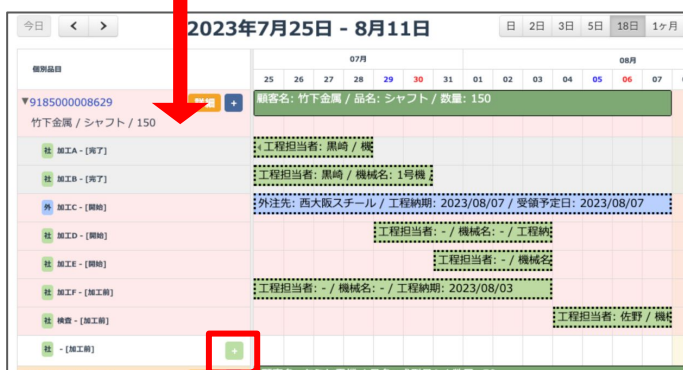 今日 < > 2023年7月25日 - 8月11日 日 2日 3日 5日 18日 1ヶ月
個別品目 07月 08月
25 26 27 28 29 30 31 01 02 03 04 05 06 07
▼9185000008629 詳細 + 顧客名: 竹下金属 / 品名: シャフト / 数量: 150
竹下金属 / シャフト / 150
社 加工A - [完了] 工程担当者: 黒崎 / 機
社 加工B - [完了] 工程担当者: 黒崎 / 機械名: 1号機 /
外 加工C - [開始] 外注先: 西大阪スチール / 工程納期: 2023/08/07 / 受領予定日: 2023/08/07
社 加工D - [開始] 工程担当者: - / 機械名: - / 工程納
社 加工E - [開始] 工程担当者: - / 機械名
社 加工F - [加工前] 工程担当者: - / 機械名: - / 工程納期: 2023/08/03
社 検査 - [加工前] 工程担当者: 佐野 / 機
社 - [加工前] +